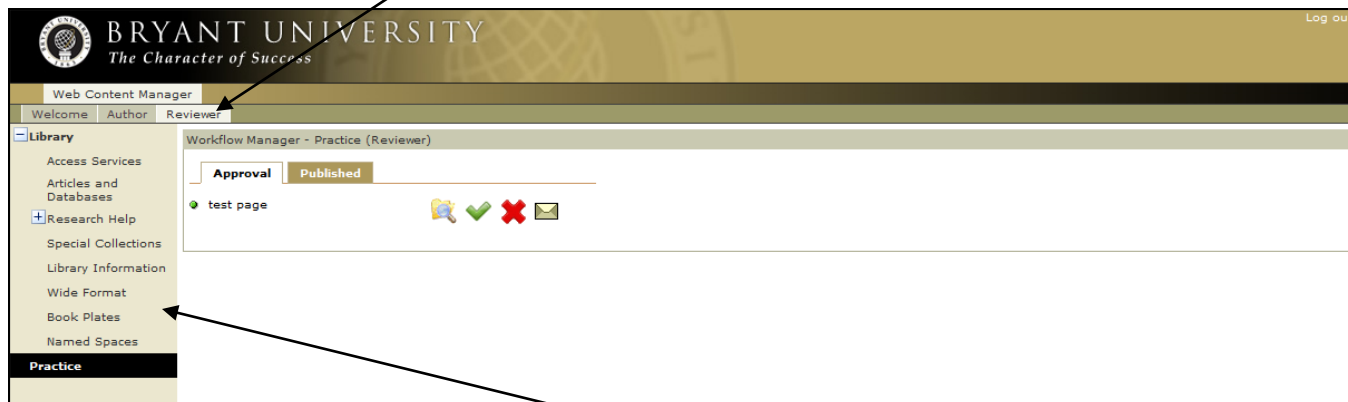 Log ou
BRYANT UNIVERSITY
The Character of Success
Web Content Manager
Welcome Author Reviewer
Library
Workflow Manager - Practice (Reviewer)
Access Services
Approval Published
Articles and
Databases
test page
Research Help
Special Collections
Library Information
Wide Format
Book Plates
Named Spaces
Practice